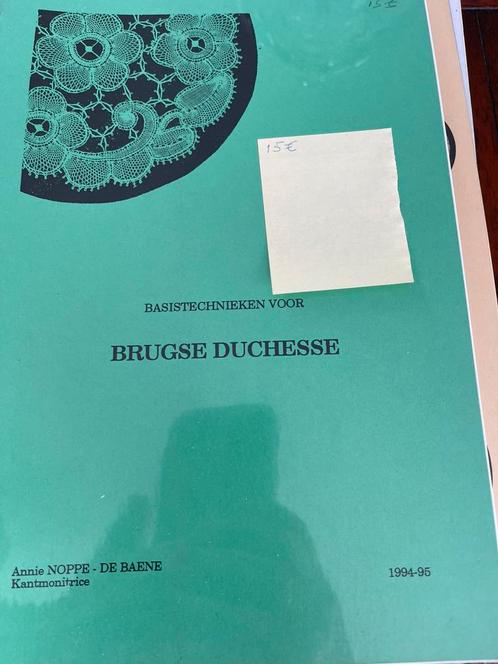 15 €
15 €
BASISTECHNIEKEN VOOR
BRUGSE DUCHESSE
Annie NOPPE - DE BAENE
Kantmonitrice
1994-95